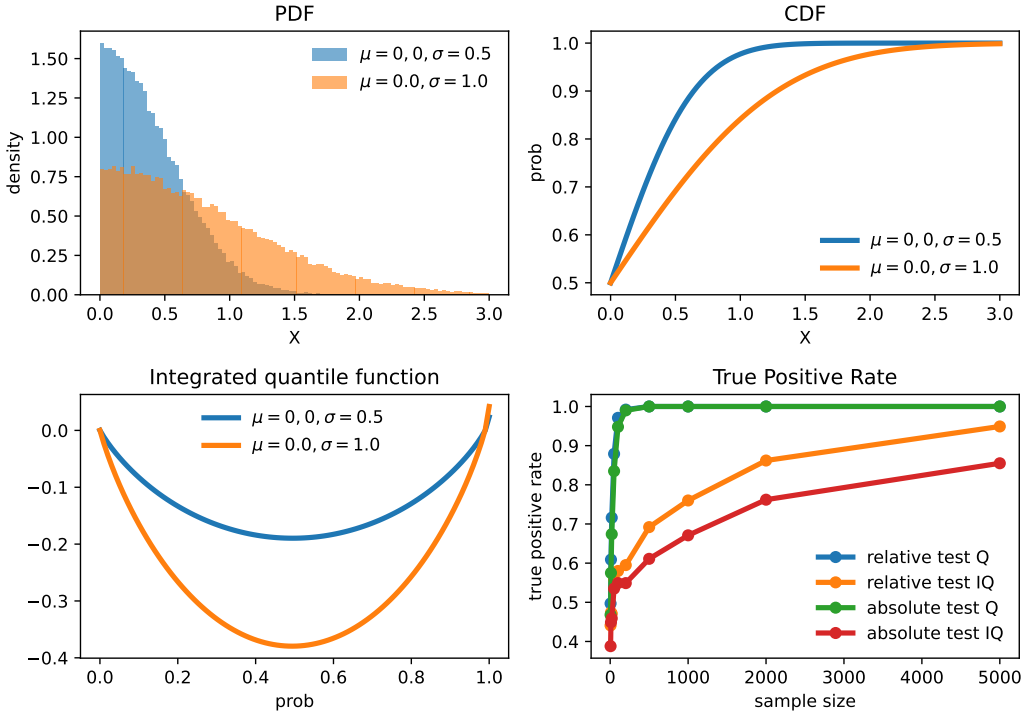 PDF
1.50
1.25
1.00
0.75
0.50
0.25
0.00
density
μ = 0, 0, σ = 0.5
μ = 0.0, σ = 1.0
0.0 0.5 1.0 1.5 2.0 2.5 3.0
X
CDF
1.0
0.9
0.8
0.7
0.6
0.5
prob
μ = 0, 0, σ = 0.5
μ = 0.0, σ = 1.0
0.0 0.5 1.0 1.5 2.0 2.5 3.0
X
Integrated quantile function
0.0
−0.1
−0.2
−0.3
−0.4
μ = 0, 0, σ = 0.5
μ = 0.0, σ = 1.0
0.0 0.2 0.4 0.6 0.8 1.0
prob
True Positive Rate
1.0
0.9
0.8
0.7
0.6
0.5
0.4
true positive rate
relative test Q
relative test IQ
absolute test Q
absolute test IQ
0 1000 2000 3000 4000 5000
sample size